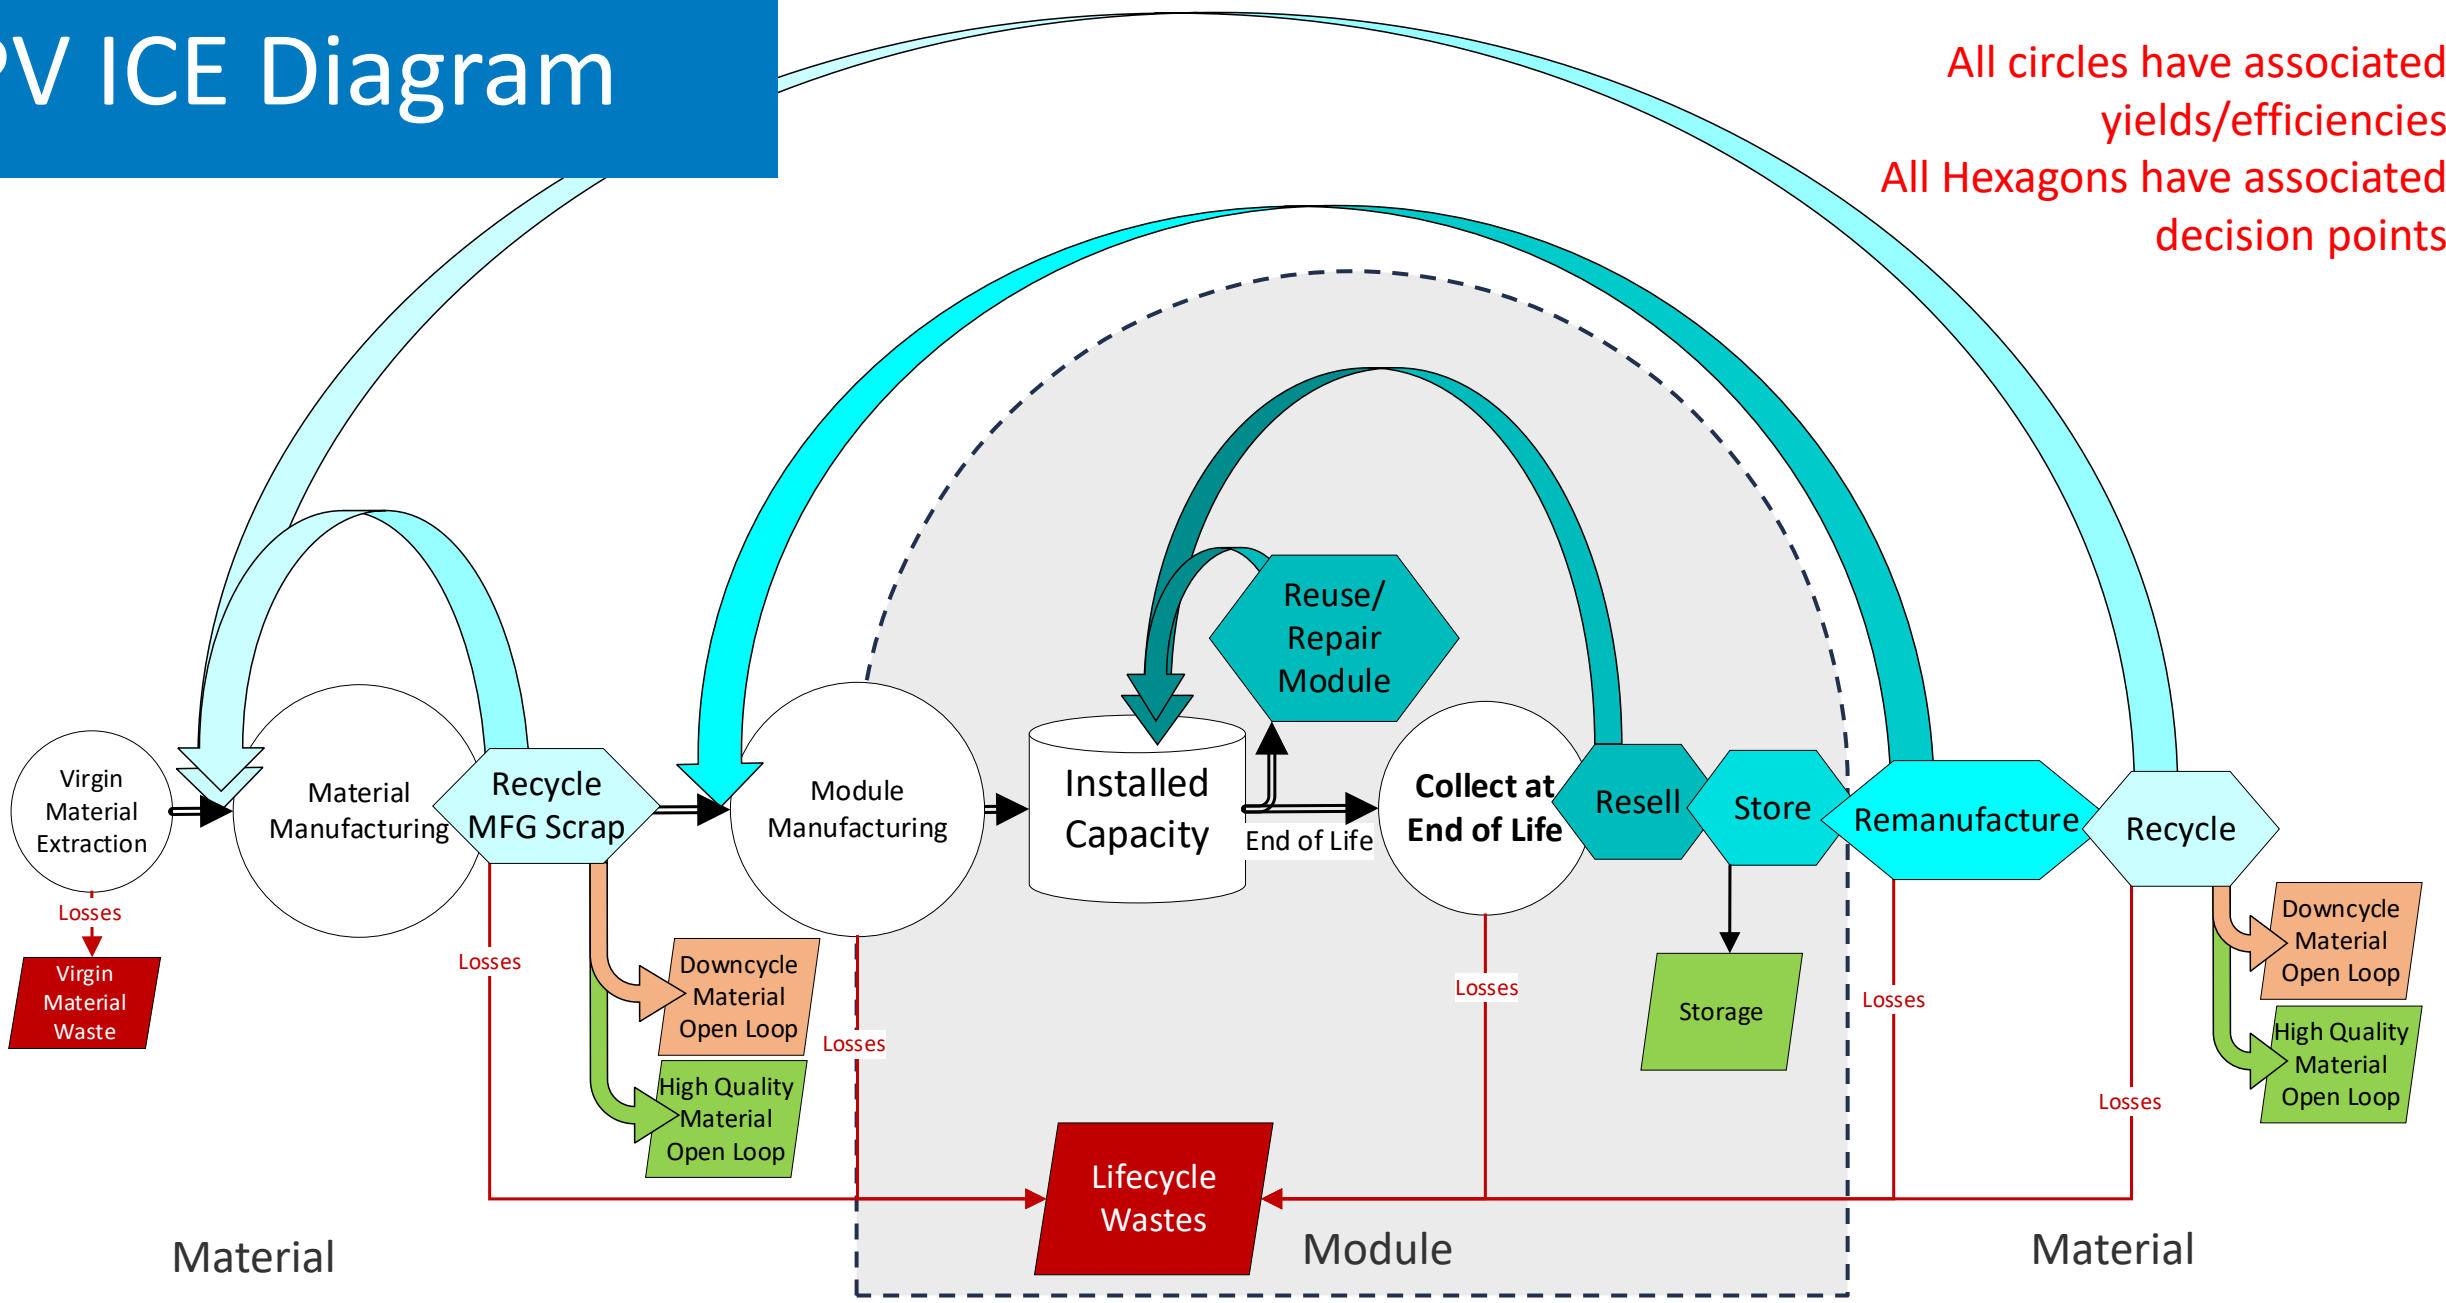 PV ICE Diagram
All circles have associated
yields/efficiencies
All Hexagons have associated
decision points
Reuse/
Repair
Module
Virgin
Material
Extraction
Material
Manufacturing
Recycle
MFG Scrap
Module
Manufacturing
Installed
Capacity
End of Life
Collect at
End of Life
Resell
Store
Remanufacture
Recycle
Losses
Virgin
Material
Waste
Losses
Downcycle
Material
Open Loop
High Quality
Material
Open Loop
Losses
Losses
Storage
Losses
Losses
Downcycle
Material
Open Loop
High Quality
Material
Open Loop
Lifecycle
Wastes
Material
Module
Material